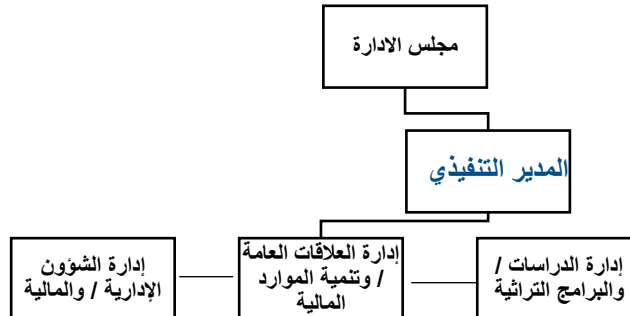 مجلس الادارة
المدير التنفيذي
إدارة الدراسات /
والبرامج التراثية
إدارة العلاقات العامة
/ وتنمية الموارد
المالية
إدارة الشؤون
الإدارية / والمالية